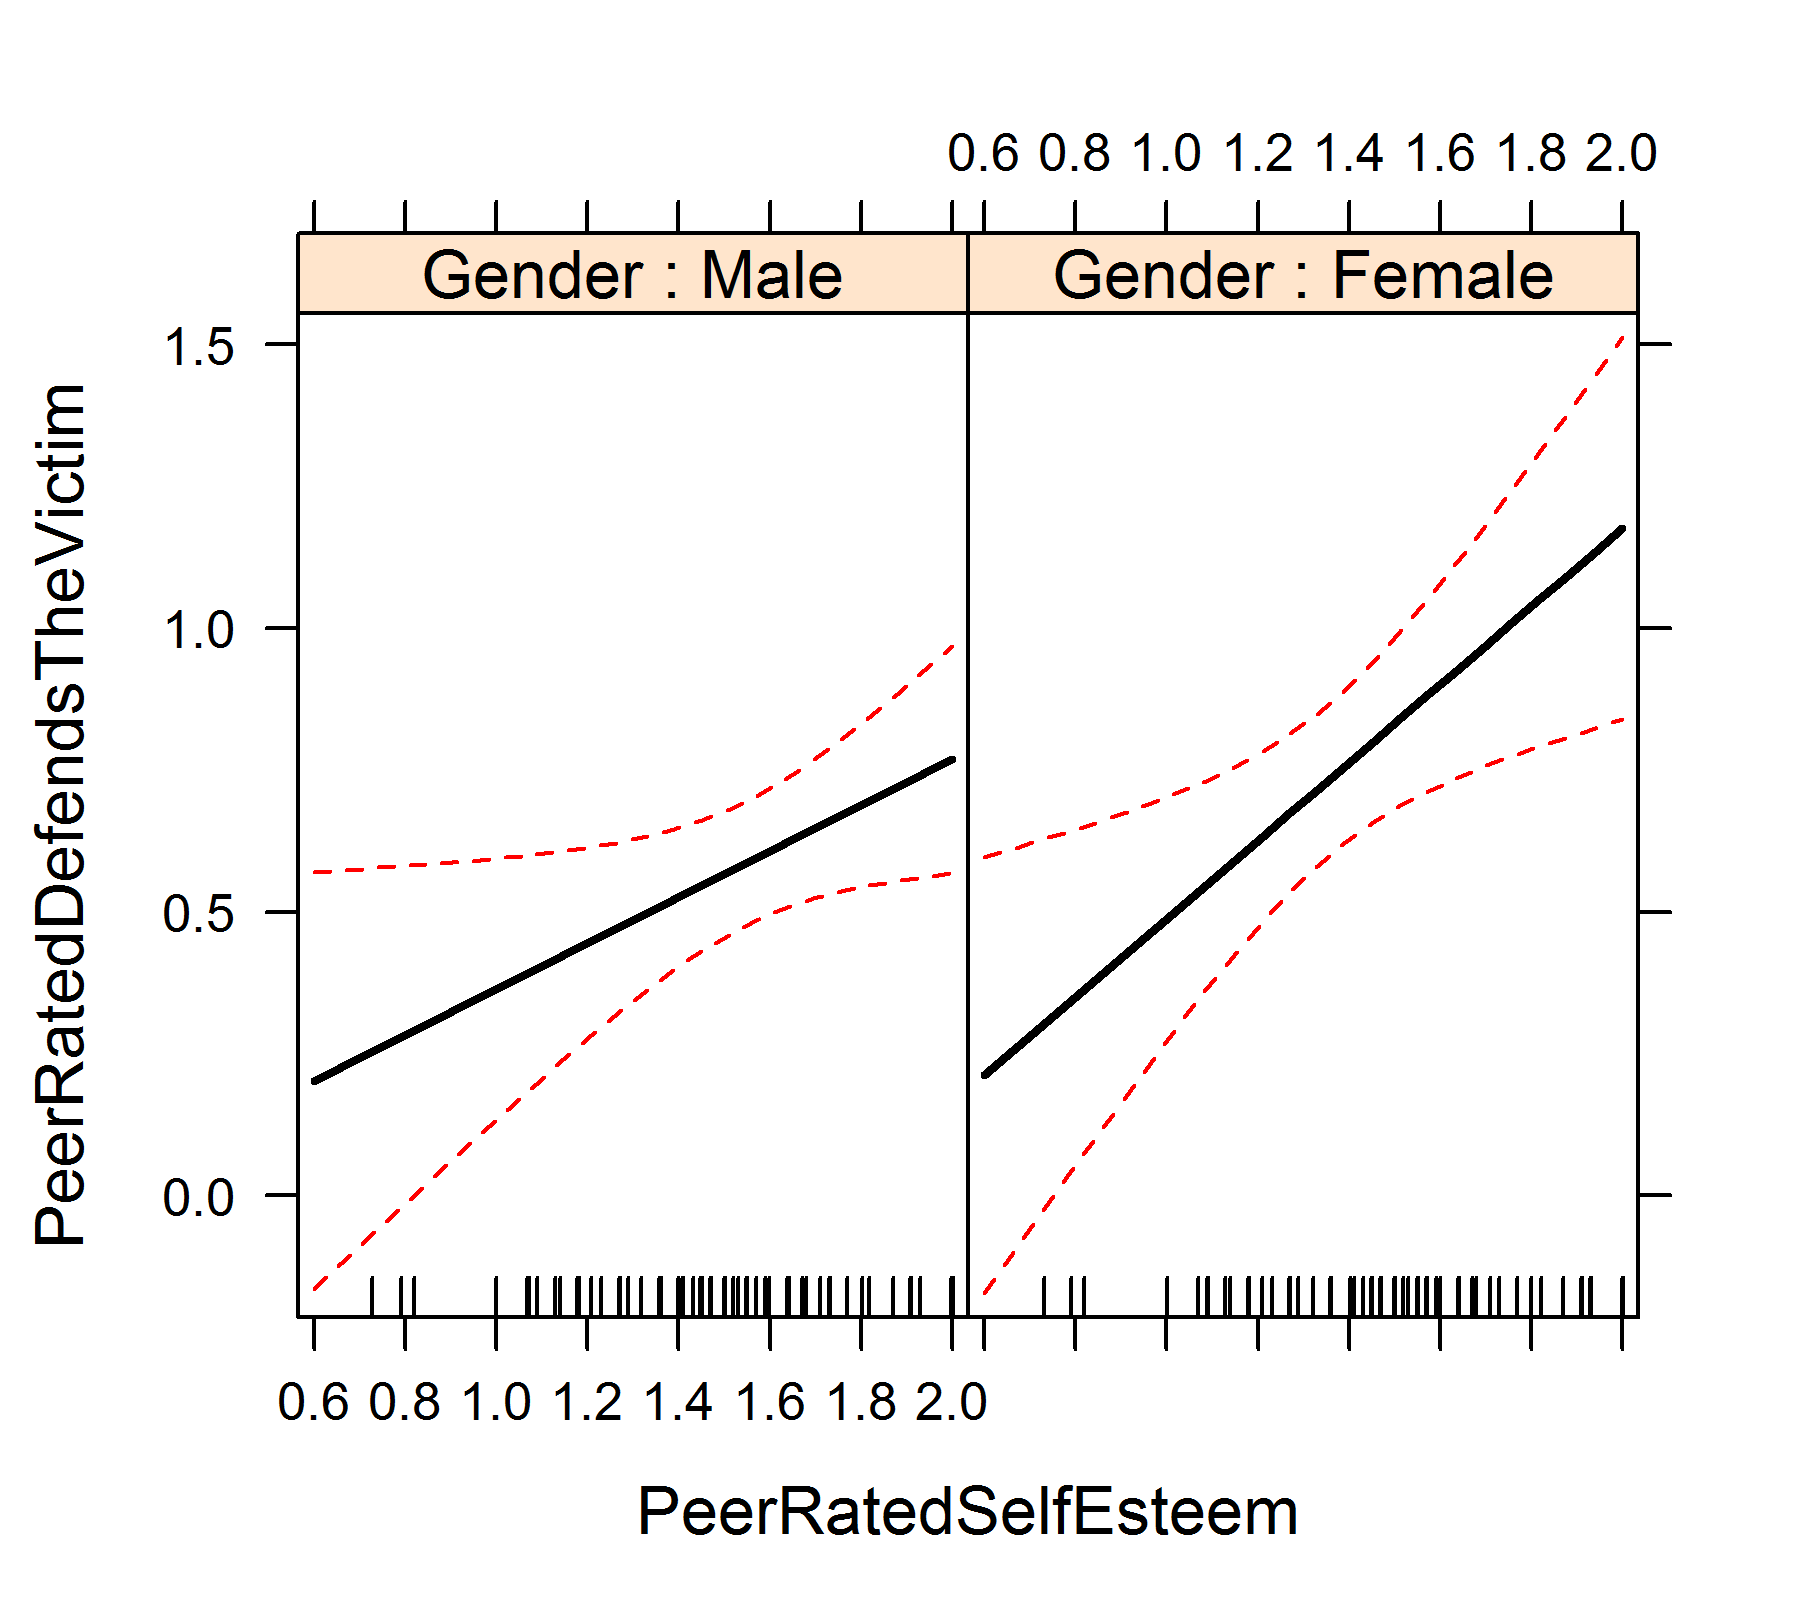 0.6 0.8 1.0 1.2 1.4 1.6 1.8 2.0
Gender : Male
Gender : Female
PeerRatedDefendsTheVictim
1.5
1.0
0.5
0.0
0.6 0.8 1.0 1.2 1.4 1.6 1.8 2.0
PeerRatedSelfEsteem